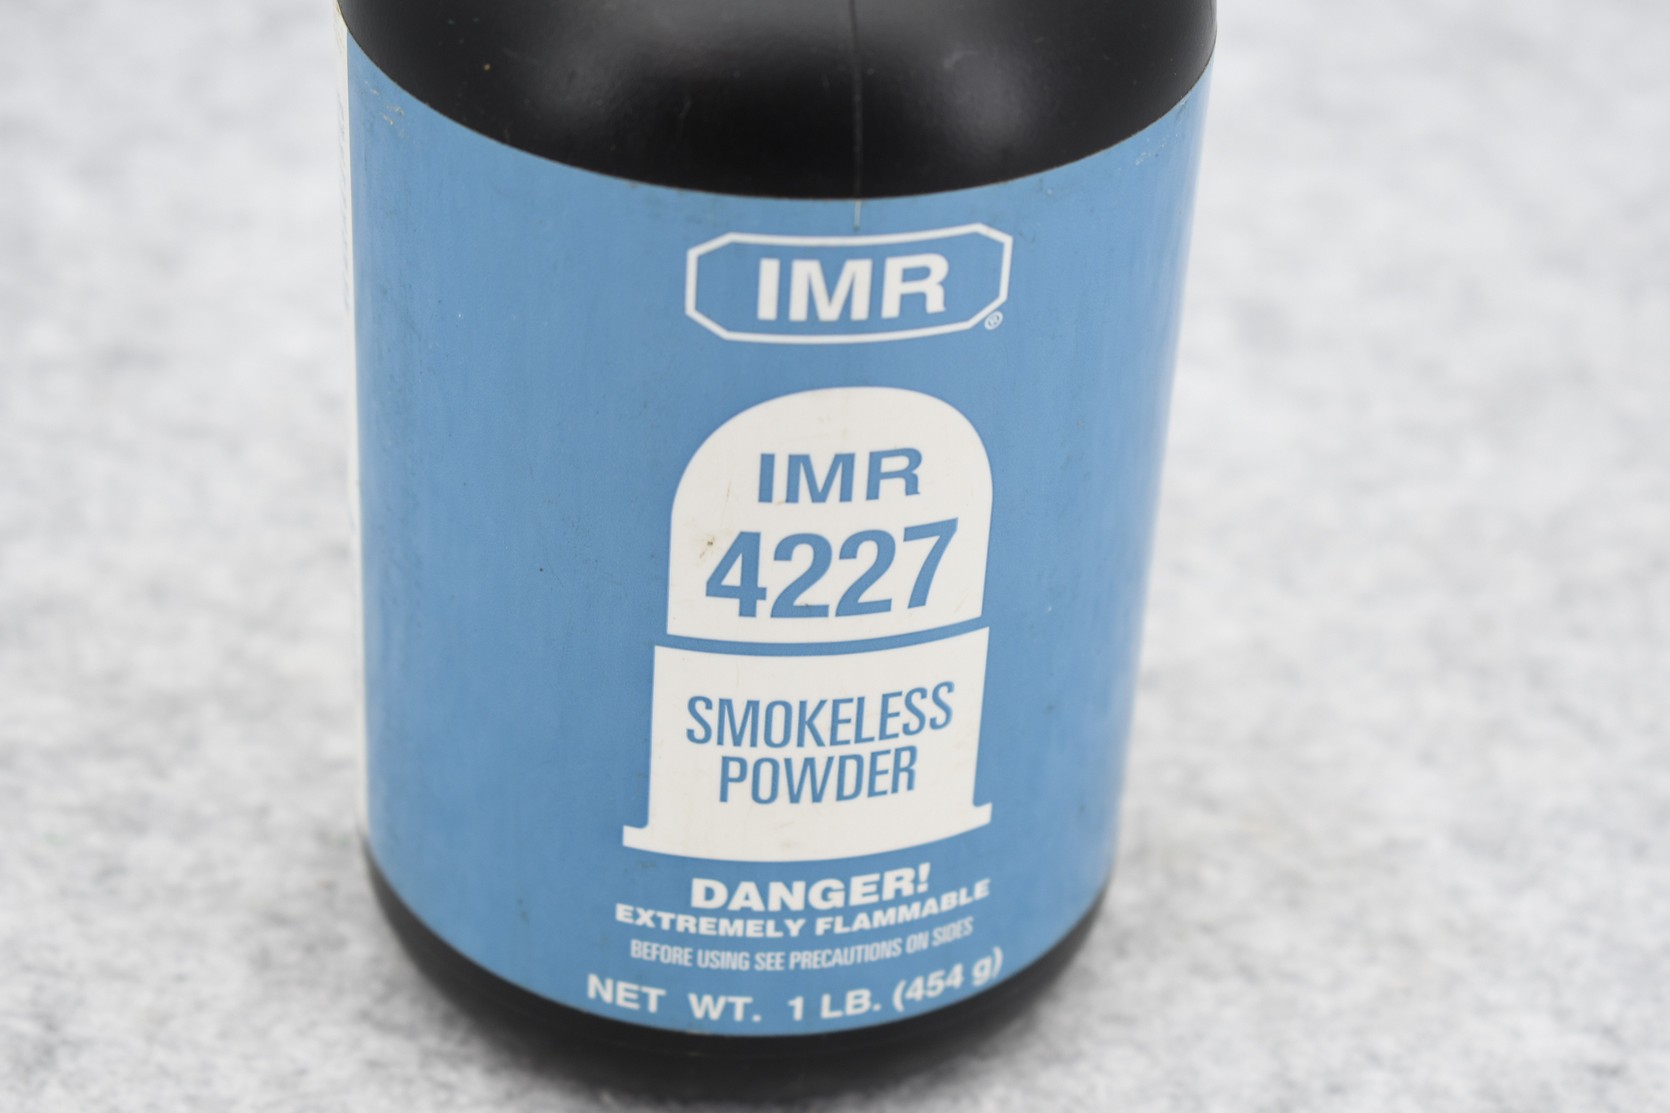 IMR®
IMR
4227
SMOKELESS
POWDER
DANGER!
EXTREMELY FLAMMABLE
BEFORE USING SEE PRECAUTIONS ON SIDES
NET WT. 1 LB. (454 g)